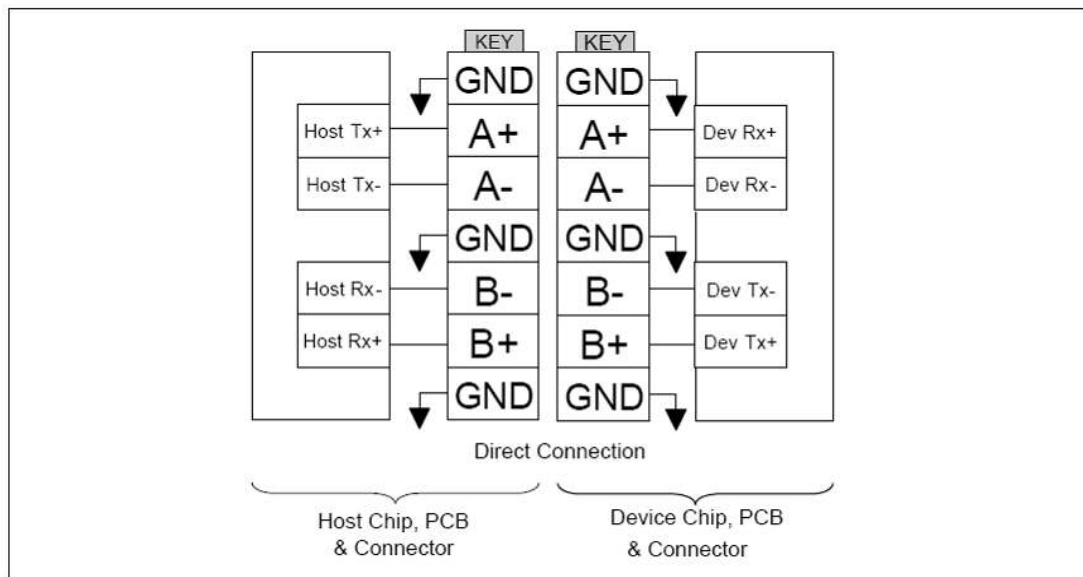 KEY KEY
GND GND
Host Tx+ A+ A+ Dev Rx+
Host Tx- A- A- Dev Rx-
GND GND
Host Rx- B- B- Dev Tx-
Host Rx+ B+ B+ Dev Tx+
GND GND
Direct Connection
Host Chip, PCB
& Connector
Device Chip, PCB
& Connector